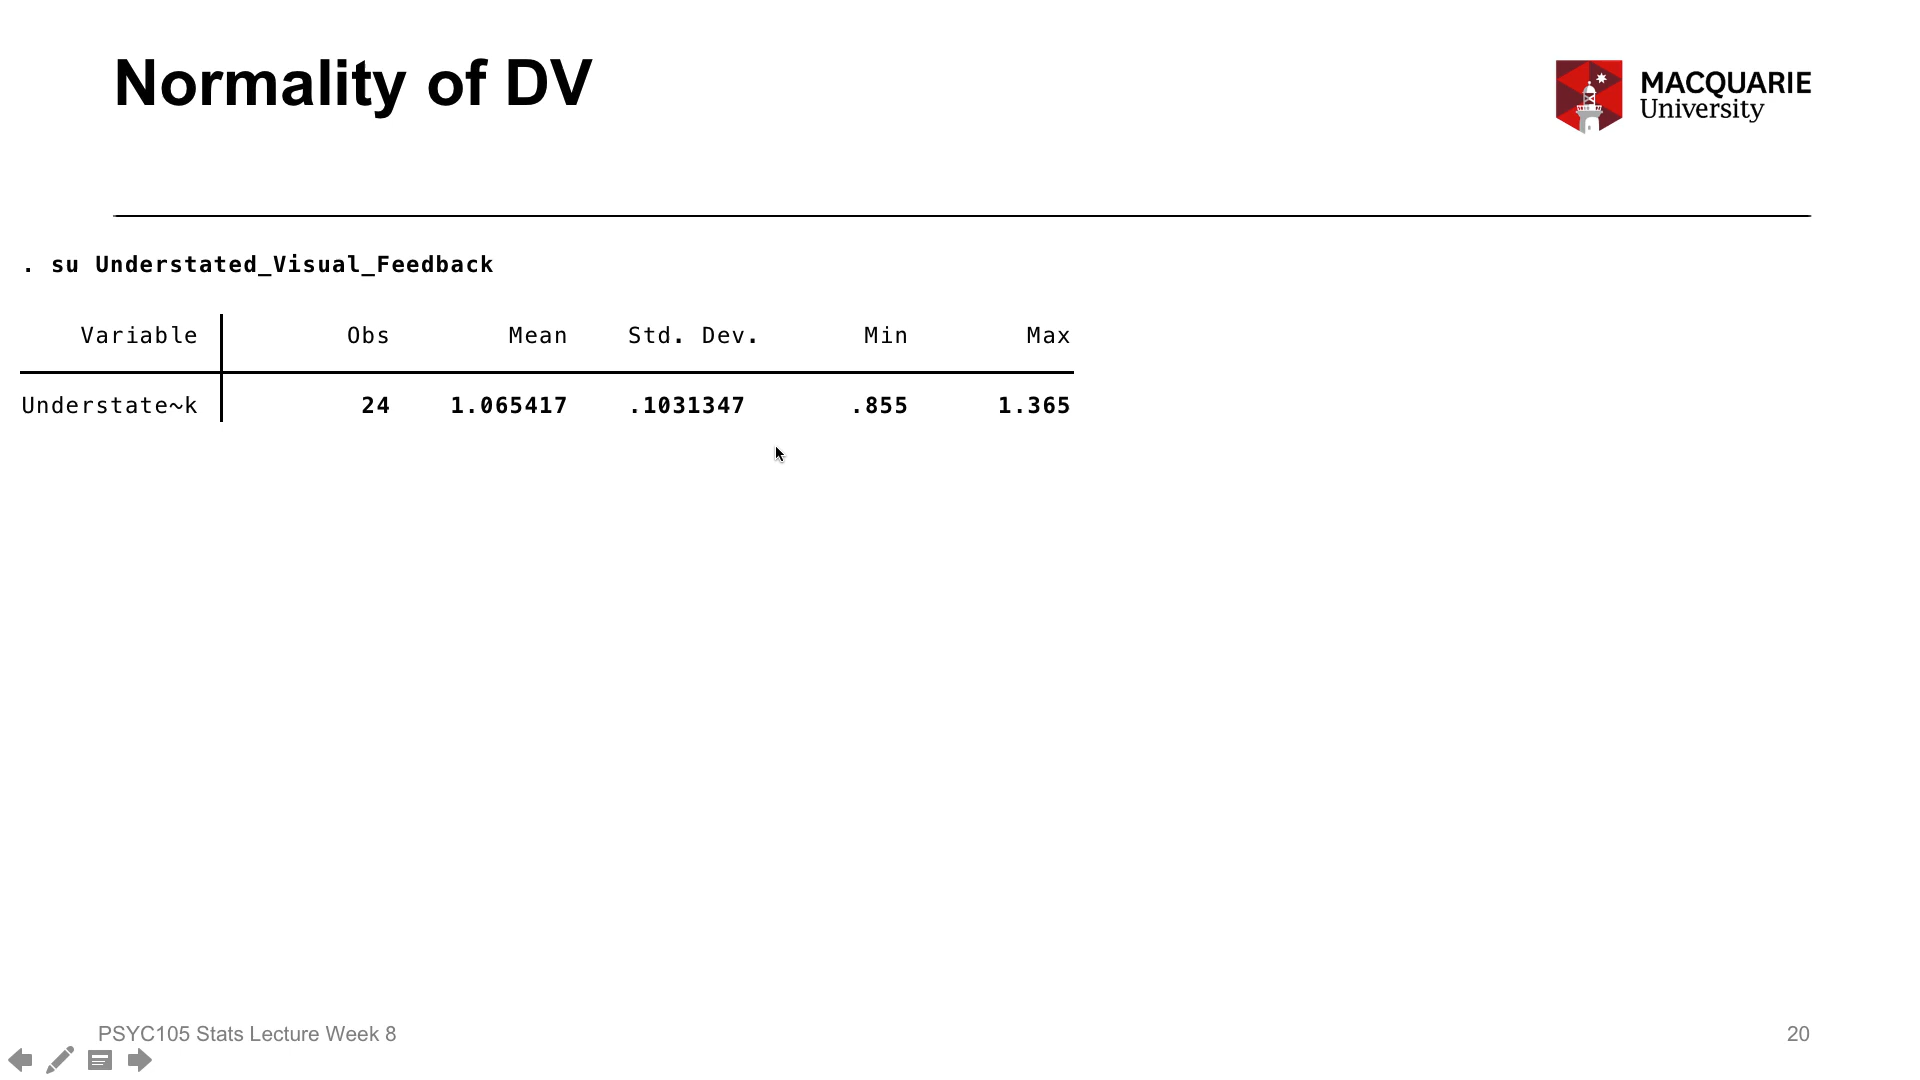 Normality of DV
MACQUARIE
University
. su Understated_Visual_Feedback
Variable Obs Mean Std. Dev. Min Max
Understate~k 24 1.065417 .1031347 .855 1.365
PSYC105 Stats Lecture Week 8
20